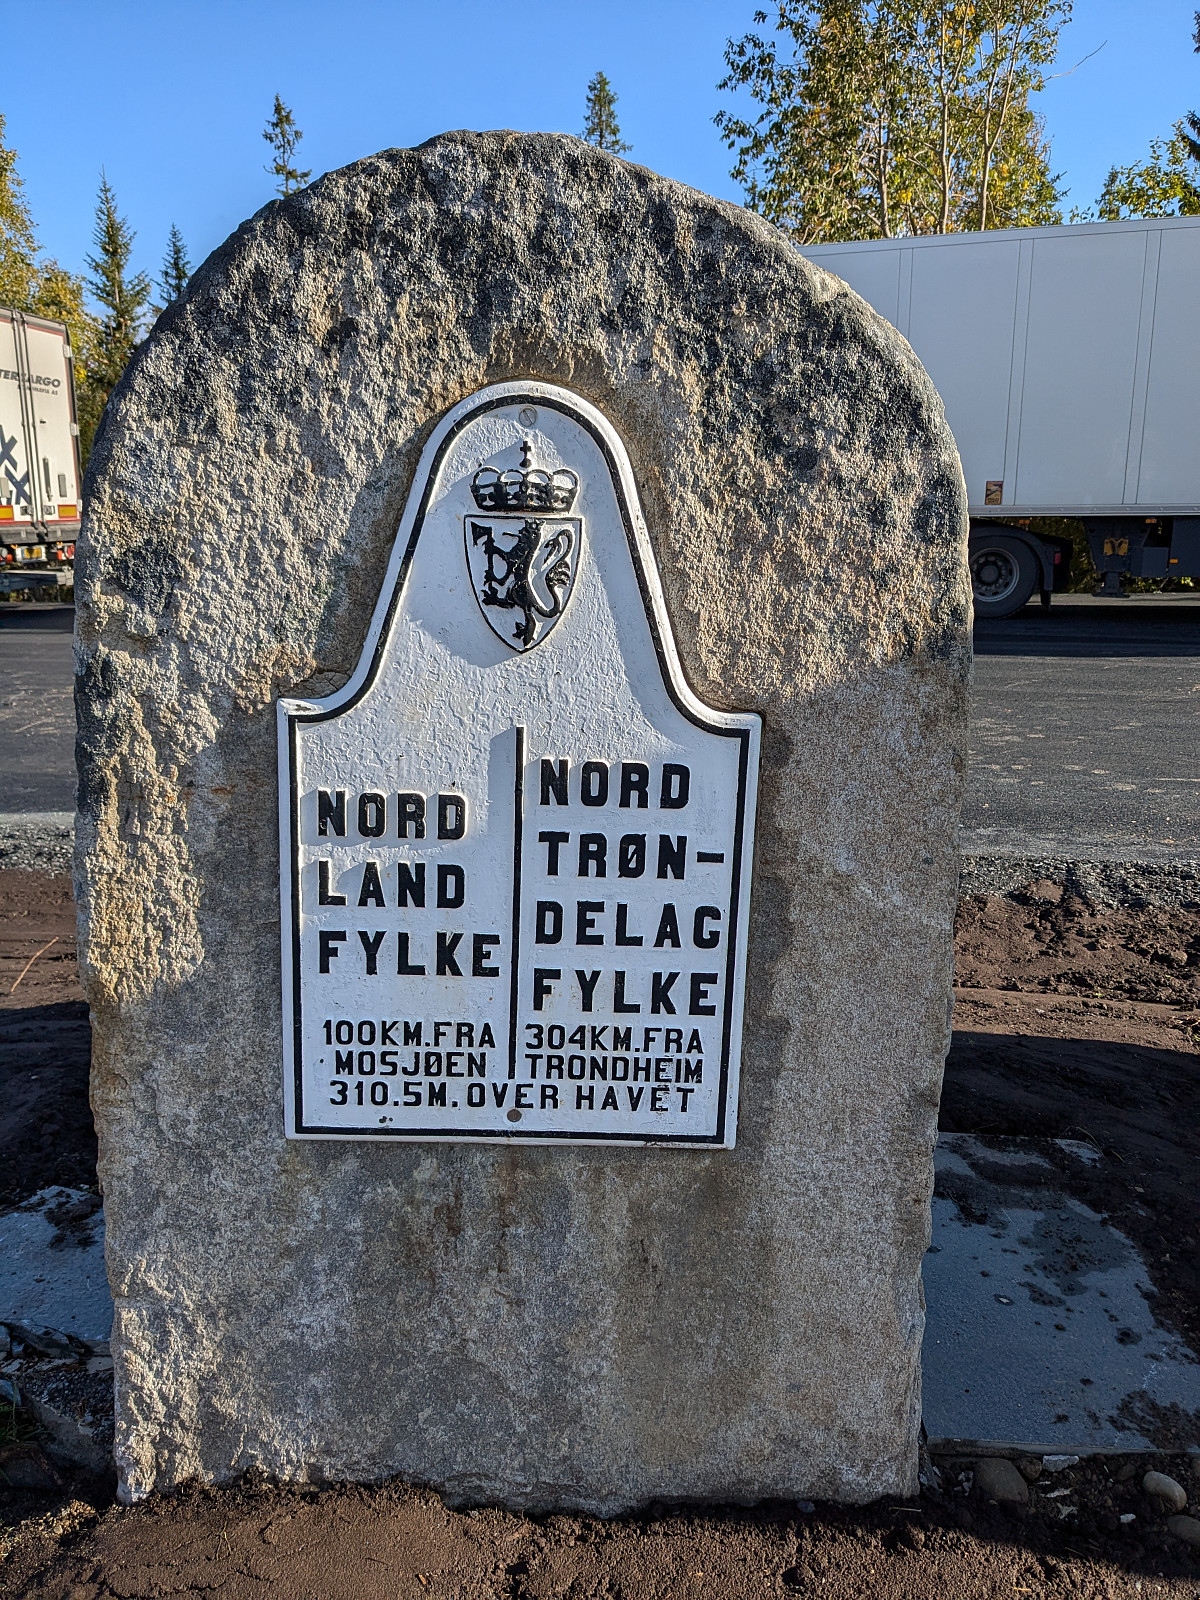 NORD
LAND
FYLKE
100KM.FRA
MOSJØEN
NORD
TRØN-
DELAG
FYLKE
304KM.FRA
TRONDHEIM
310.5M. OVER HAVET